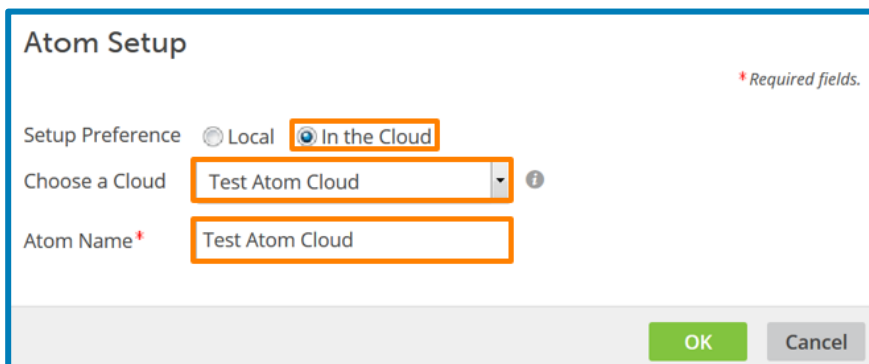 Atom Setup
* Required fields.
Setup Preference Local In the Cloud
Choose a Cloud Test Atom Cloud i
Atom Name* Test Atom Cloud
OK Cancel